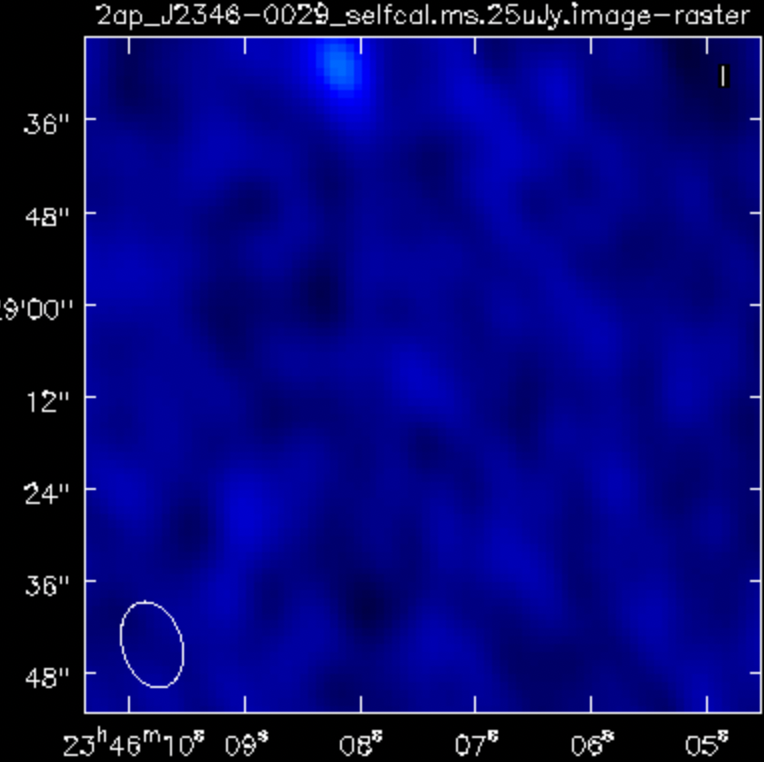 2ap_J2346-0029_selfcal.ms.25uJy.image-raster
I
36"
48"
9'00"
12"
24"
36"
48"
23ʰ46ᵐ10ˢ 09ˢ 08ˢ 07ˢ 06ˢ 05ˢ